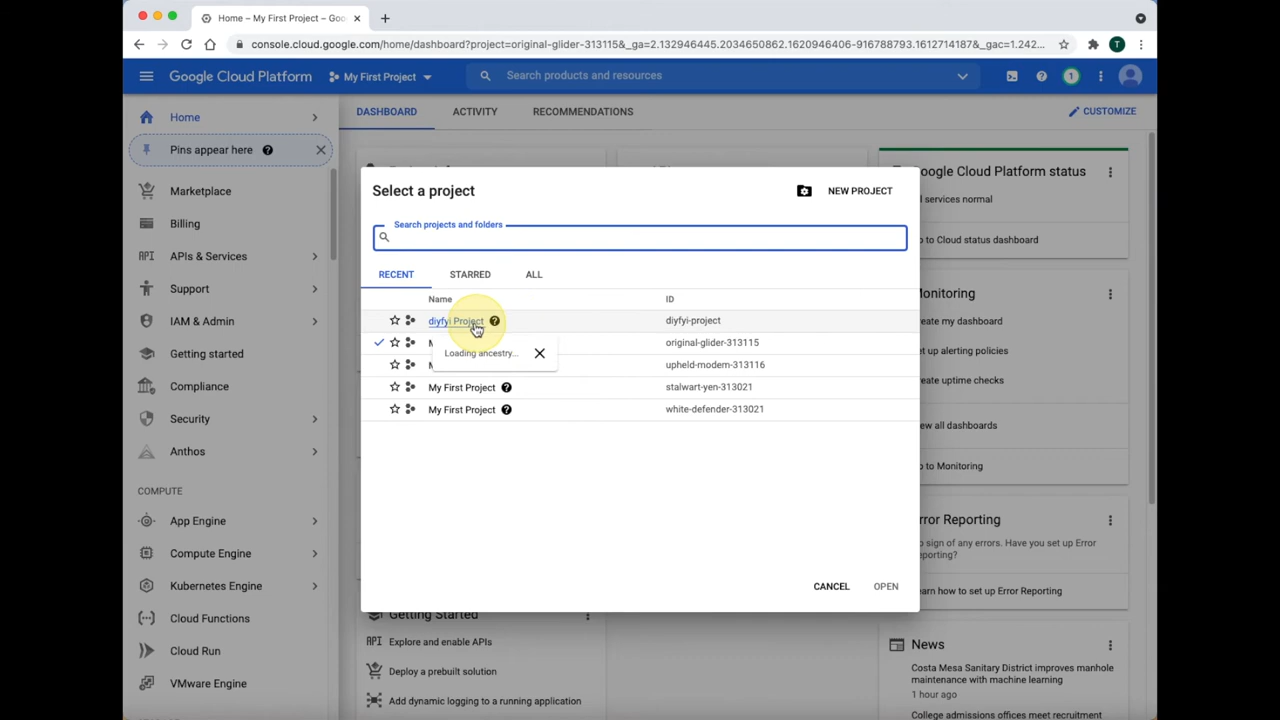 Home – My First Project – Goo
console.cloud.google.com/home/dashboard?project=original-glider-313115&_ga=2.132946445.2034650862.1620946406-916788793.1612714187&_gac=1.242...
T
Google Cloud Platform
My First Project
Search products and resources
1
Home
DASHBOARD
ACTIVITY
RECOMMENDATIONS
CUSTOMIZE
Pins appear here
Marketplace
Billing
API APIs & Services
Support
IAM & Admin
Getting started
Compliance
Security
Anthos
COMPUTE
App Engine
Compute Engine
Kubernetes Engine
Cloud Functions
Cloud Run
VMware Engine
Select a project
NEW PROJECT
Search projects and folders
RECENT
STARRED
ALL
Name
ID
diyfyi Project
diyfyi-project
Loading ancestry...
M
original-glider-313115
M
upheld-modem-313116
My First Project
stalwart-yen-313021
My First Project
white-defender-313021
CANCEL
OPEN
oogle Cloud Platform status
l services normal
o to Cloud status dashboard
onitoring
reate my dashboard
et up alerting policies
reate uptime checks
ew all dashboards
o to Monitoring
rror Reporting
o sign of any errors. Have you set up Error
eporting?
earn how to set up Error Reporting
Getting Started
API Explore and enable APIs
Deploy a prebuilt solution
Add dynamic logging to a running application
News
Costa Mesa Sanitary District improves manhole
maintenance with machine learning
1 hour ago
College admissions offices meet recruitment